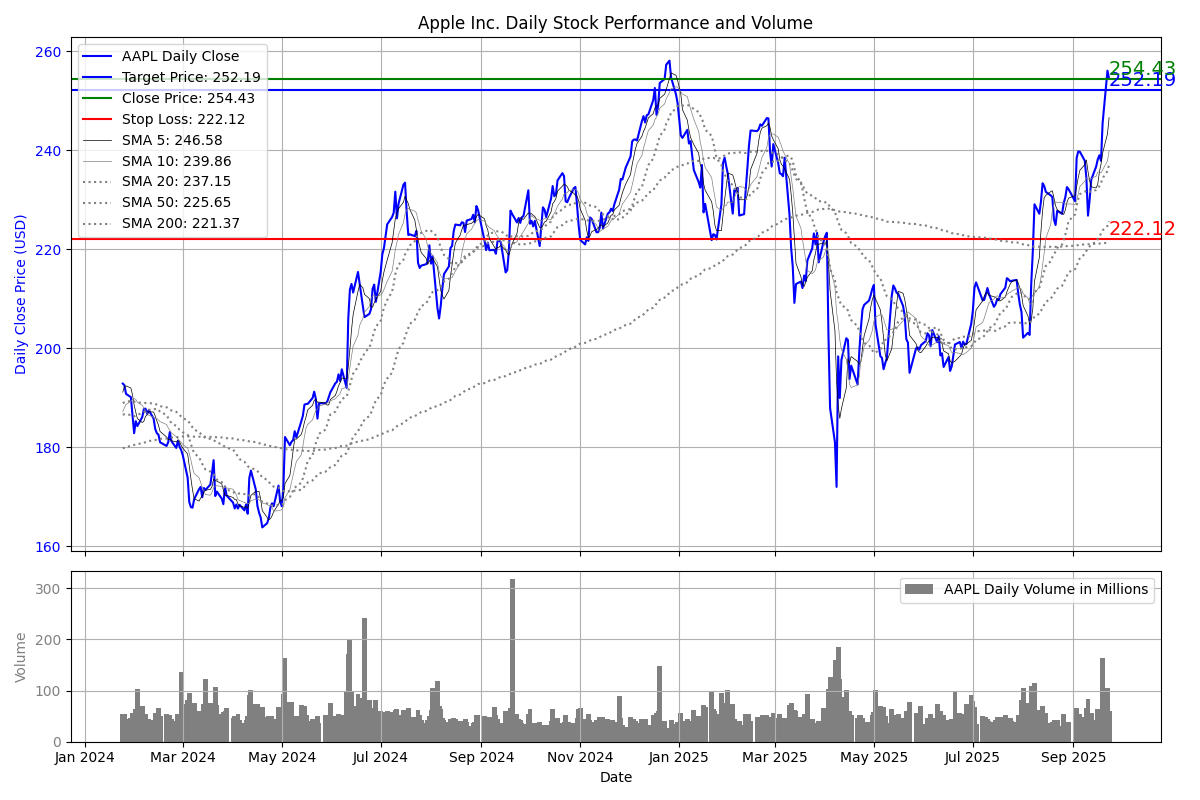 Apple Inc. Daily Stock Performance and Volume
260
240
220
200
180
160
Daily Close Price (USD)
AAPL Daily Close
Target Price: 252.19
Close Price: 254.43
Stop Loss: 222.12
SMA 5: 246.58
SMA 10: 239.86
SMA 20: 237.15
SMA 50: 225.65
SMA 200: 221.37
254.43
252.19
222.12
300
200
100
0
Volume
AAPL Daily Volume in Millions
Jan 2024 Mar 2024 May 2024 Jul 2024 Sep 2024 Nov 2024 Jan 2025 Mar 2025 May 2025 Jul 2025 Sep 2025
Date